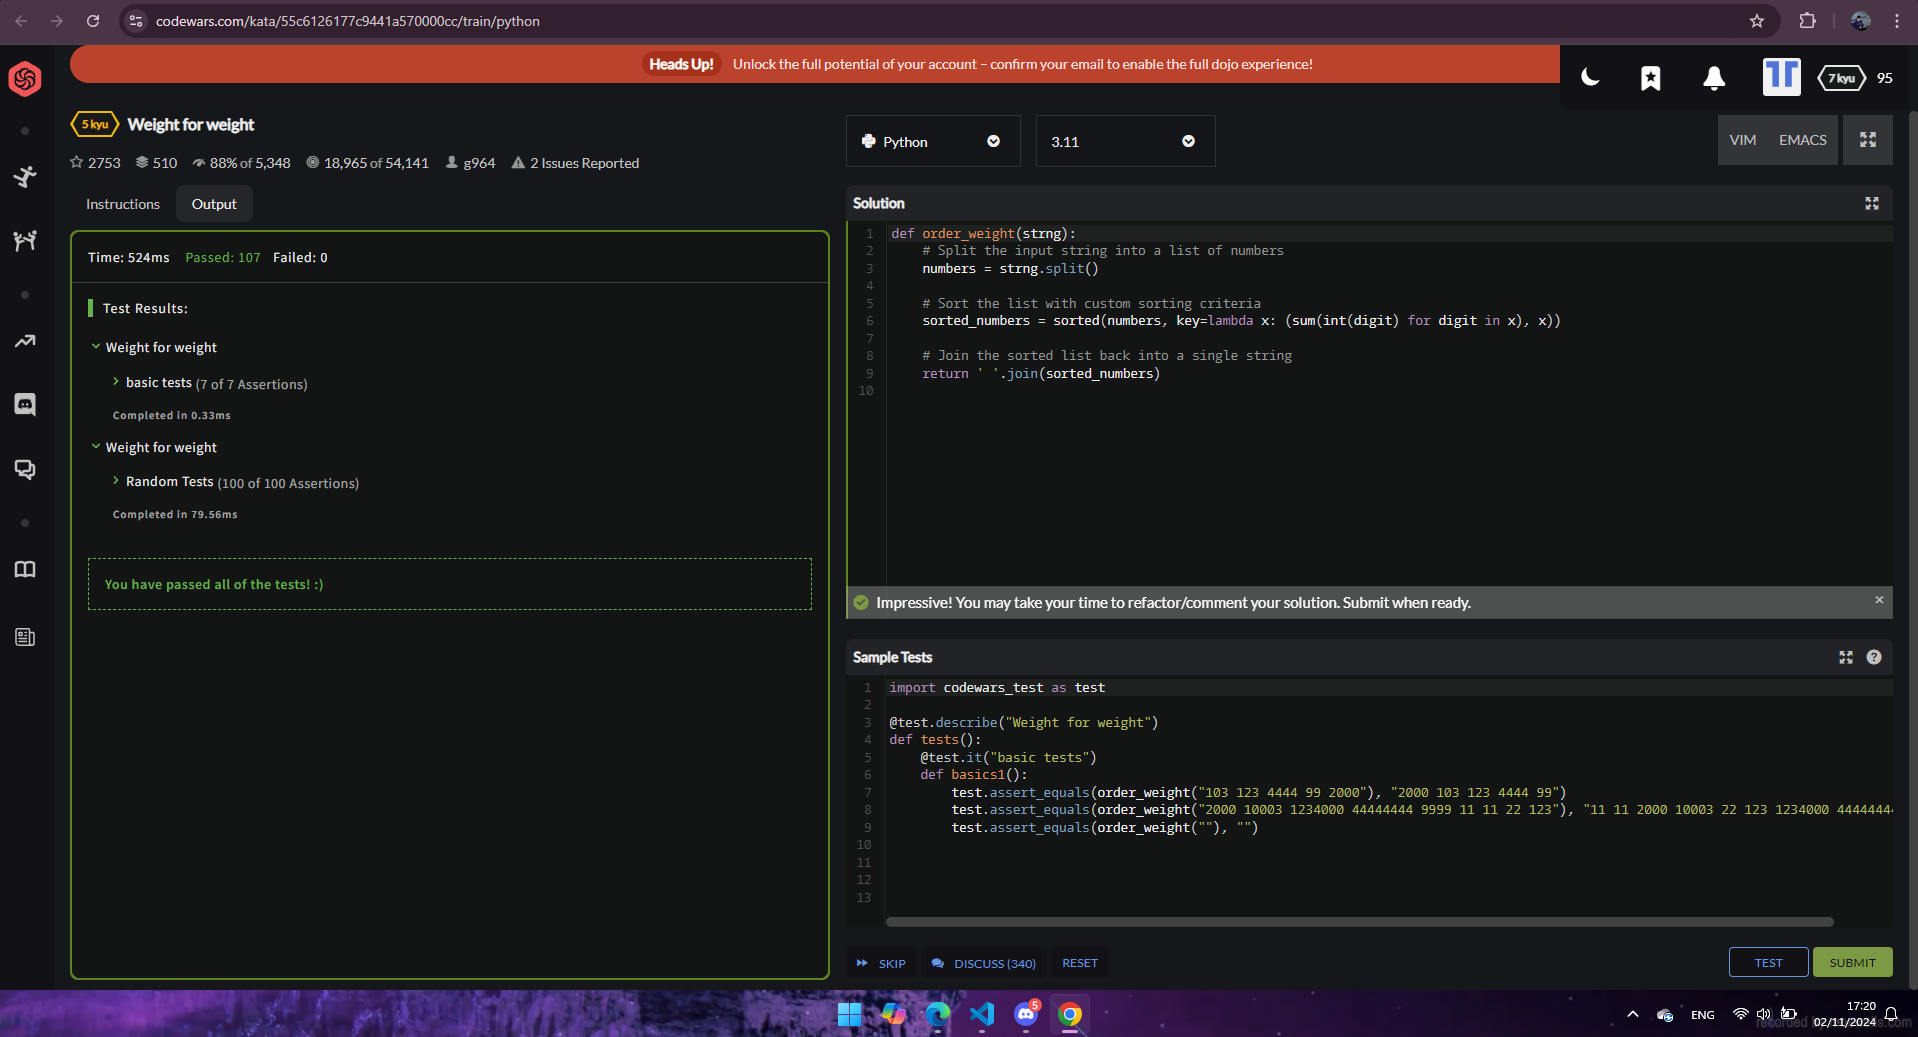 codewars.com/kata/55c6126177c9441a570000cc/train/python
Heads Up! Unlock the full potential of your account – confirm your email to enable the full dojo experience!
7 kyu 95
5 kyu Weight for weight
2753 510 88% of 5,348 18,965 of 54,141 g964 2 Issues Reported
Instructions Output
Time: 524ms Passed: 107 Failed: 0
Test Results:
Weight for weight
basic tests (7 of 7 Assertions)
Completed in 0.33ms
Weight for weight
Random Tests (100 of 100 Assertions)
Completed in 79.56ms
You have passed all of the tests! :)
Python 3.11 VIM EMACS
Solution
1 def order_weight(strng):
2 # Split the input string into a list of numbers
3 numbers = strng.split()
4
5 # Sort the list with custom sorting criteria
6 sorted_numbers = sorted(numbers, key=lambda x: (sum(int(digit) for digit in x), x))
7
8 # Join the sorted list back into a single string
9 return ' '.join(sorted_numbers)
10
Impressive! You may take your time to refactor/comment your solution. Submit when ready.
Sample Tests
1 import codewars_test as test
2
3 @test.describe("Weight for weight")
4 def tests():
5 @test.it("basic tests")
6 def basics1():
7 test.assert_equals(order_weight("103 123 4444 99 2000"), "2000 103 123 4444 99")
8 test.assert_equals(order_weight("2000 10003 1234000 44444444 9999 11 11 22 123"), "11 11 2000 10003 22 123 1234000 4444444
9 test.assert_equals(order_weight(""), "")
10
11
12
13
SKIP DISCUSS (340) RESET TEST SUBMIT
5
ENG
17:20
02/11/2024